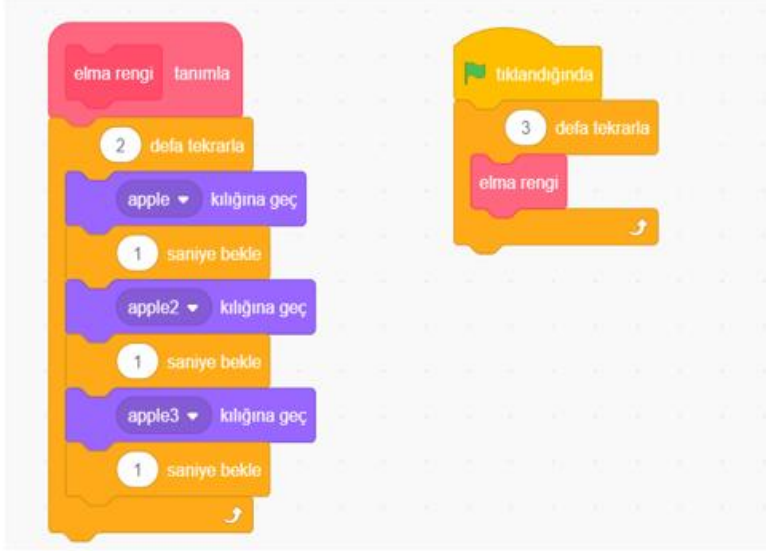 elma rengi tanımla
2 defa tekrarla
apple kılığına geç
1 saniye bekle
apple2 kılığına geç
1 saniye bekle
apple3 kılığına geç
1 saniye bekle
tıklandığında
3 defa tekrarla
elma rengi